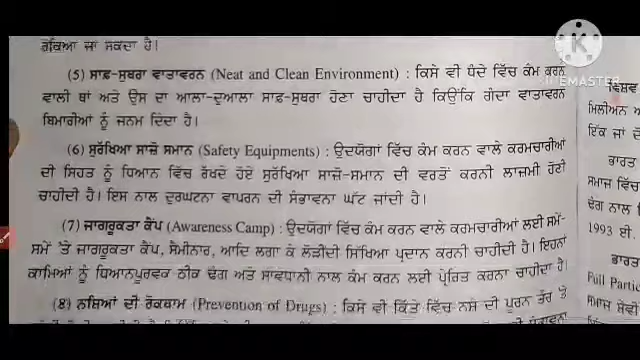 ਰੋਕਿਆ ਜਾ ਸਕਦਾ ਹੈ।
(5) ਸਾਫ਼-ਸੁਥਰਾ ਵਾਤਾਵਰਨ (Neat and Clean Environment) : ਕਿਸੇ ਵੀ ਧੰਦੇ ਵਿੱਚ ਕੰਮ ਕਰਨ
ਵਾਲੀ ਥਾਂ ਅਤੇ ਉਸ ਦਾ ਆਲਾ-ਦੁਆਲਾ ਸਾਫ਼-ਸੁਥਰਾ ਹੋਣਾ ਚਾਹੀਦਾ ਹੈ ਕਿਉਂਕਿ ਗੰਦਾ ਵਾਤਾਵਰਨ
ਬਿਮਾਰੀਆਂ ਨੂੰ ਜਨਮ ਦਿੰਦਾ ਹੈ।
(6) ਸੁਰੱਖਿਆ ਸਾਜ਼ੋ ਸਮਾਨ (Safety Equipments) : ਉਦਯੋਗਾਂ ਵਿੱਚ ਕੰਮ ਕਰਨ ਵਾਲੇ ਕਰਮਚਾਰੀਆਂ
ਦੀ ਸਿਹਤ ਨੂੰ ਧਿਆਨ ਵਿੱਚ ਰੱਖਦੇ ਹੋਏ ਸੁਰੱਖਿਆ ਸਾਜ਼ੋ-ਸਮਾਨ ਦੀ ਵਰਤੋਂ ਕਰਨੀ ਲਾਜ਼ਮੀ ਹੋਣੀ
ਚਾਹੀਦੀ ਹੈ। ਇਸ ਨਾਲ ਦੁਰਘਟਨਾ ਵਾਪਰਨ ਦੀ ਸੰਭਾਵਨਾ ਘੱਟ ਜਾਂਦੀ ਹੈ।
(7) ਜਾਗਰੂਕਤਾ ਕੈਂਪ (Awareness Camp) : ਉਦਯੋਗਾਂ ਵਿੱਚ ਕੰਮ ਕਰਨ ਵਾਲੇ ਕਰਮਚਾਰੀਆਂ ਲਈ ਸਮੇਂ-
ਸਮੇਂ 'ਤੇ ਜਾਗਰੂਕਤਾ ਕੈਂਪ, ਸੈਮੀਨਾਰ, ਆਦਿ ਲਗਾ ਕੇ ਲੋੜੀਂਦੀ ਸਿੱਖਿਆ ਪ੍ਰਦਾਨ ਕਰਨੀ ਚਾਹੀਦੀ ਹੈ। ਇਹਨਾਂ
ਕਾਮਿਆਂ ਨੂੰ ਧਿਆਨਪੂਰਵਕ ਠੀਕ ਢੰਗ ਅਤੇ ਸਾਵਧਾਨੀ ਨਾਲ ਕੰਮ ਕਰਨ ਲਈ ਪ੍ਰੇਰਿਤ ਕਰਨਾ ਚਾਹੀਦਾ ਹੈ।
(8) ਨਸ਼ਿਆਂ ਦੀ ਰੋਕਥਾਮ (Prevention of Drugs) : ਕਿਸੇ ਵੀ ਕਿੱਤੇ ਵਿੱਚ ਨਸ਼ੇ ਦੀ ਪੂਰਨ ਤੌਰ 'ਤੇ
KINEMASTER
ਵਿਸ਼ਵ
ਮਿਲੀਅਨ
ਇੱਕ ਜਾਂ ਦੋ
ਭਾਰਤ
ਸਮਾਜ ਵਿੱਚ
ਢੰਗ ਨਾਲ
1993 ਈ.
ਭਾਰਤ
Full Partic
ਸਮਾਜ ਸੇਵੀ